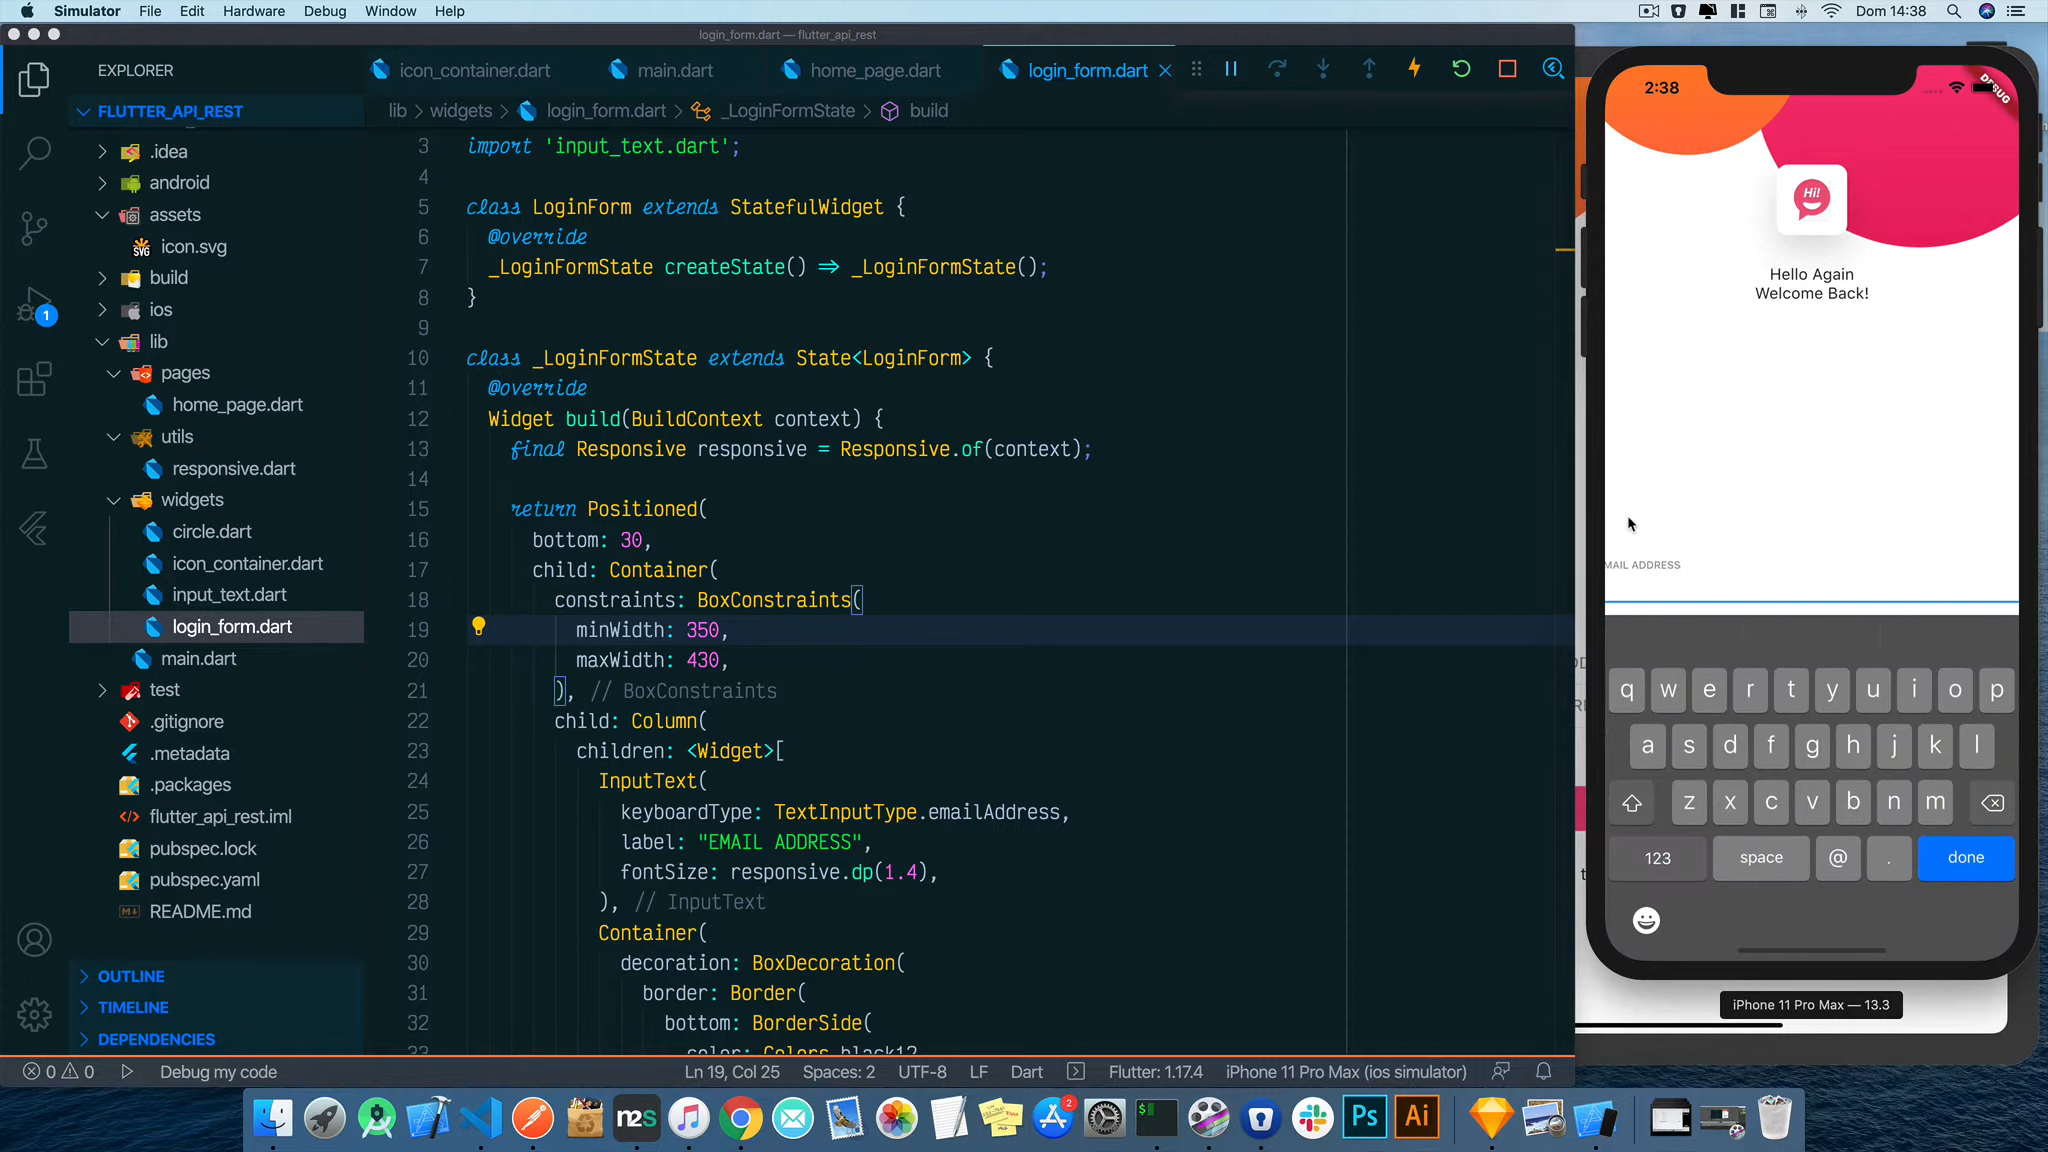 Simulator File Edit Hardware Debug Window Help
Dom 14:38
login_form.dart — flutter_api_rest
EXPLORER
icon_container.dart
main.dart
home_page.dart
login_form.dart
FLUTTER_API_REST
lib > widgets > login_form.dart > _LoginFormState > build
.idea
android
assets
icon.svg
build
ios
lib
pages
home_page.dart
utils
responsive.dart
widgets
circle.dart
icon_container.dart
input_text.dart
login_form.dart
main.dart
test
.gitignore
.metadata
.packages
flutter_api_rest.iml
pubspec.lock
pubspec.yaml
README.md
OUTLINE
TIMELINE
DEPENDENCIES
1
3 import 'input_text.dart';
4
5 class LoginForm extends StatefulWidget {
6 @override
7 _LoginFormState createState() => _LoginFormState();
8 }
9
10 class _LoginFormState extends State<LoginForm> {
11 @override
12 Widget build(BuildContext context) {
13 final Responsive responsive = Responsive.of(context);
14
15 return Positioned(
16 bottom: 30,
17 child: Container(
18 constraints: BoxConstraints(
19 minWidth: 350,
20 maxWidth: 430,
21 ), // BoxConstraints
22 child: Column(
23 children: <Widget>[
24 InputText(
25 keyboardType: TextInputType.emailAddress,
26 label: "EMAIL ADDRESS",
27 fontSize: responsive.dp(1.4),
28 ), // InputText
29 Container(
30 decoration: BoxDecoration(
31 border: Border(
32 bottom: BorderSide(
33 color: Colors.black12
2:38
DEBUG
Hi!
Hello Again
Welcome Back!
MAIL ADDRESS
q w e r t y u i o p
a s d f g h j k l
z x c v b n m
123 space @ . done
iPhone 11 Pro Max — 13.3
0 0 Debug my code
Ln 19, Col 25 Spaces: 2 UTF-8 LF Dart Flutter: 1.17.4 iPhone 11 Pro Max (ios simulator)
n2s
2
$
Ps
Ai